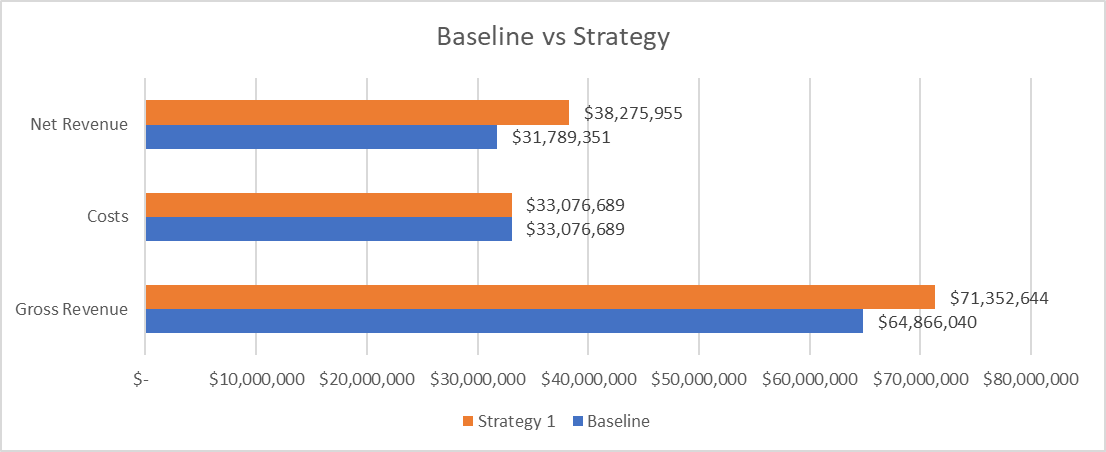 Baseline vs Strategy
Net Revenue
$38,275,955
$31,789,351
Costs
$33,076,689
$33,076,689
Gross Revenue
$71,352,644
$64,866,040
$- $10,000,000 $20,000,000 $30,000,000 $40,000,000 $50,000,000 $60,000,000 $70,000,000 $80,000,000
Strategy 1 Baseline